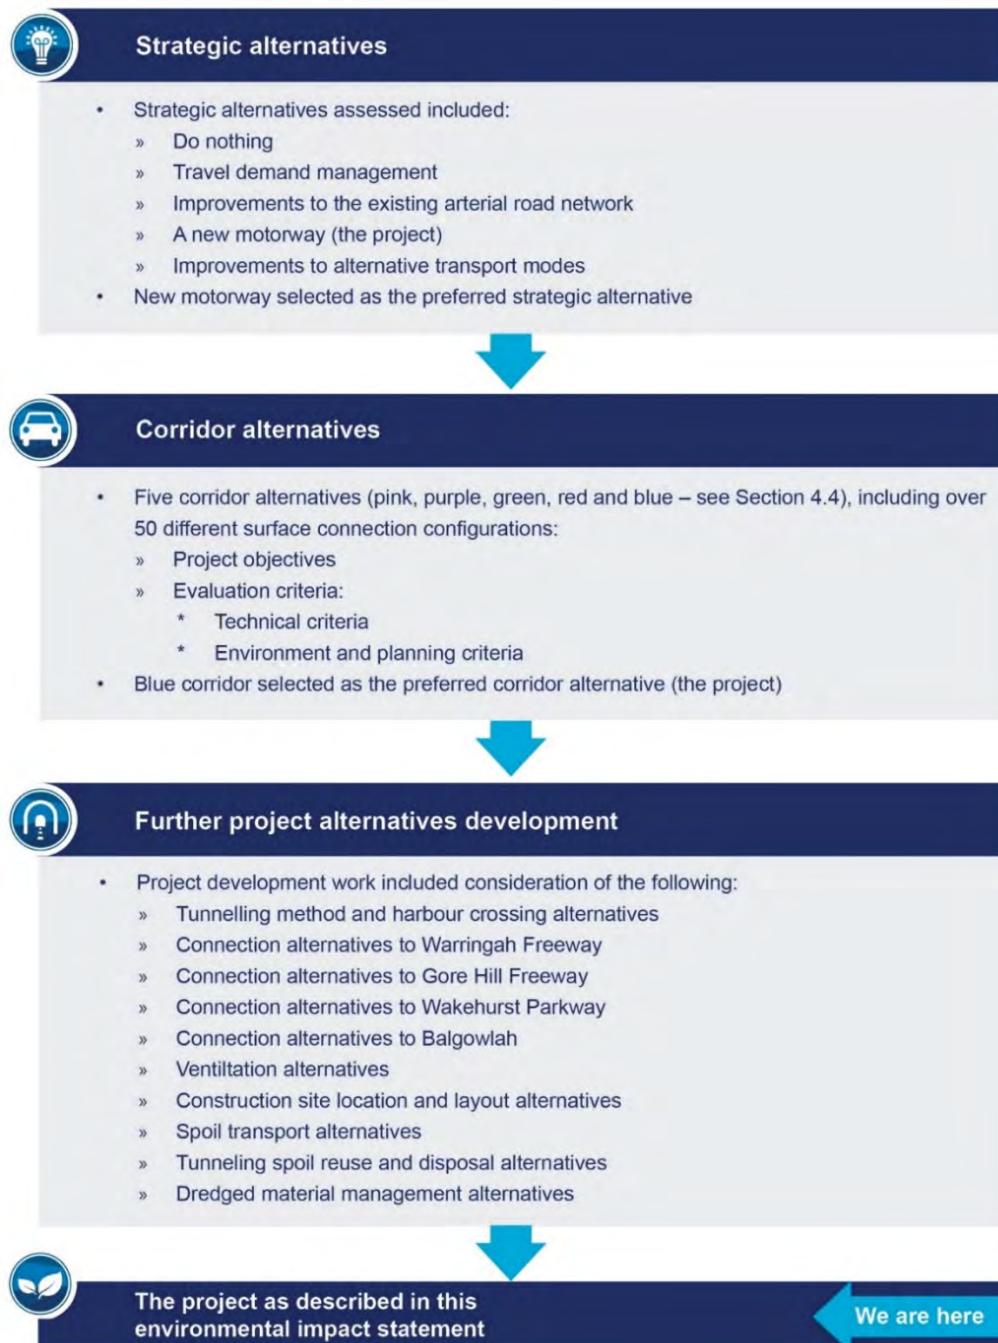 Strategic alternatives
• Strategic alternatives assessed included:
» Do nothing
» Travel demand management
» Improvements to the existing arterial road network
» A new motorway (the project)
» Improvements to alternative transport modes
• New motorway selected as the preferred strategic alternative
Corridor alternatives
• Five corridor alternatives (pink, purple, green, red and blue – see Section 4.4), including over
50 different surface connection configurations:
» Project objectives
» Evaluation criteria:
* Technical criteria
* Environment and planning criteria
• Blue corridor selected as the preferred corridor alternative (the project)
Further project alternatives development
• Project development work included consideration of the following:
» Tunnelling method and harbour crossing alternatives
» Connection alternatives to Warringah Freeway
» Connection alternatives to Gore Hill Freeway
» Connection alternatives to Wakehurst Parkway
» Connection alternatives to Balgowlah
» Ventiltation alternatives
» Construction site location and layout alternatives
» Spoil transport alternatives
» Tunneling spoil reuse and disposal alternatives
» Dredged material management alternatives
The project as described in this
environmental impact statement
We are here